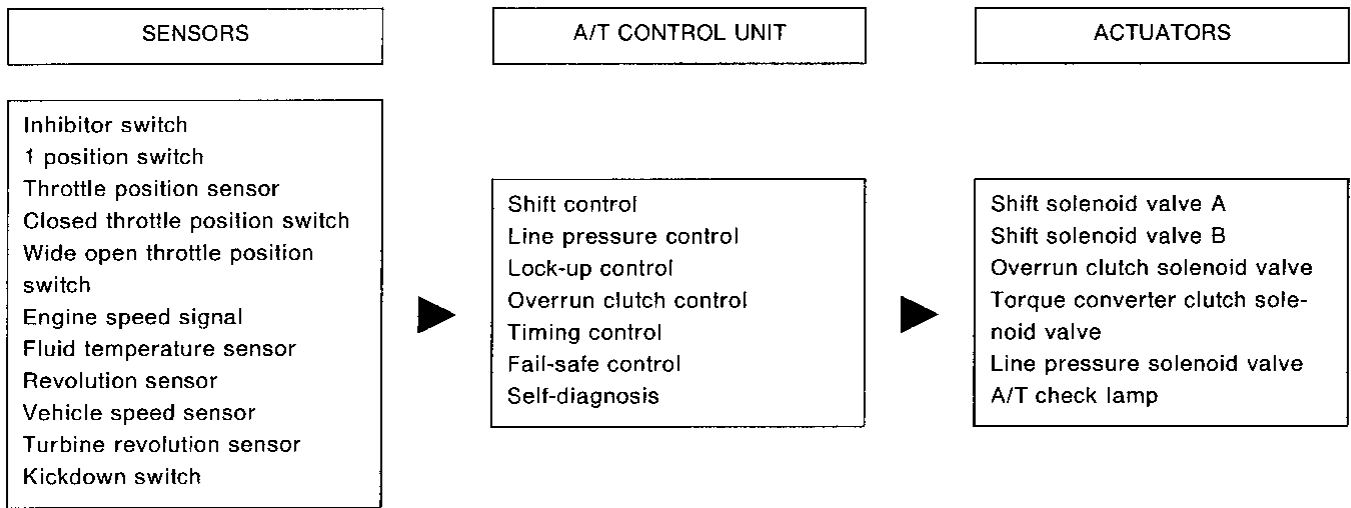 SENSORS
A/T CONTROL UNIT
ACTUATORS
Inhibitor switch
1 position switch
Throttle position sensor
Closed throttle position switch
Wide open throttle position
switch
Engine speed signal
Fluid temperature sensor
Revolution sensor
Vehicle speed sensor
Turbine revolution sensor
Kickdown switch
Shift control
Line pressure control
Lock-up control
Overrun clutch control
Timing control
Fail-safe control
Self-diagnosis
Shift solenoid valve A
Shift solenoid valve B
Overrun clutch solenoid valve
Torque converter clutch sole-
noid valve
Line pressure solenoid valve
A/T check lamp